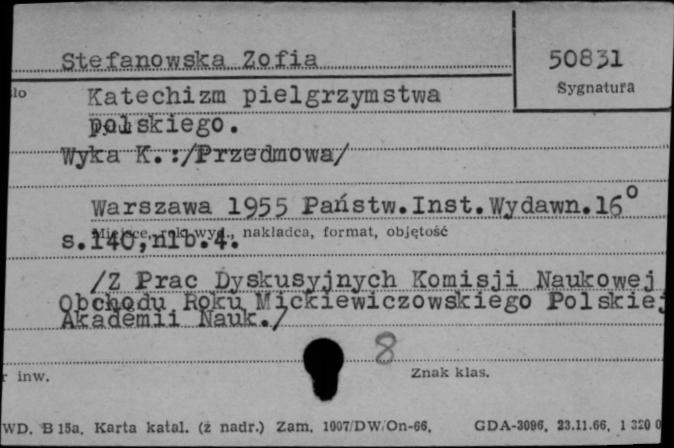 Stefanowska Zofia
50831
Sygnatura
ło
Katechizm pielgrzymstwa
polskiego.
Wyka K.:/Przedmowa/
Warszawa 1955 Państw.Inst.Wydawn.16°
Miejsce, rok wyd., nakładca, format, objętość
s.140,nlb.4.
/Z Prac Dyskusyjnych Komisji Naukowej
Obchodu Roku Mickiewiczowskiego Polskiej
Akademii Nauk./
8
r inw.
Znak klas.
WD. B 15a. Karta katal. (z nadr.) Zam. 1007/DW/On-66. GDA-3096, 23.11.66, 1 320 0